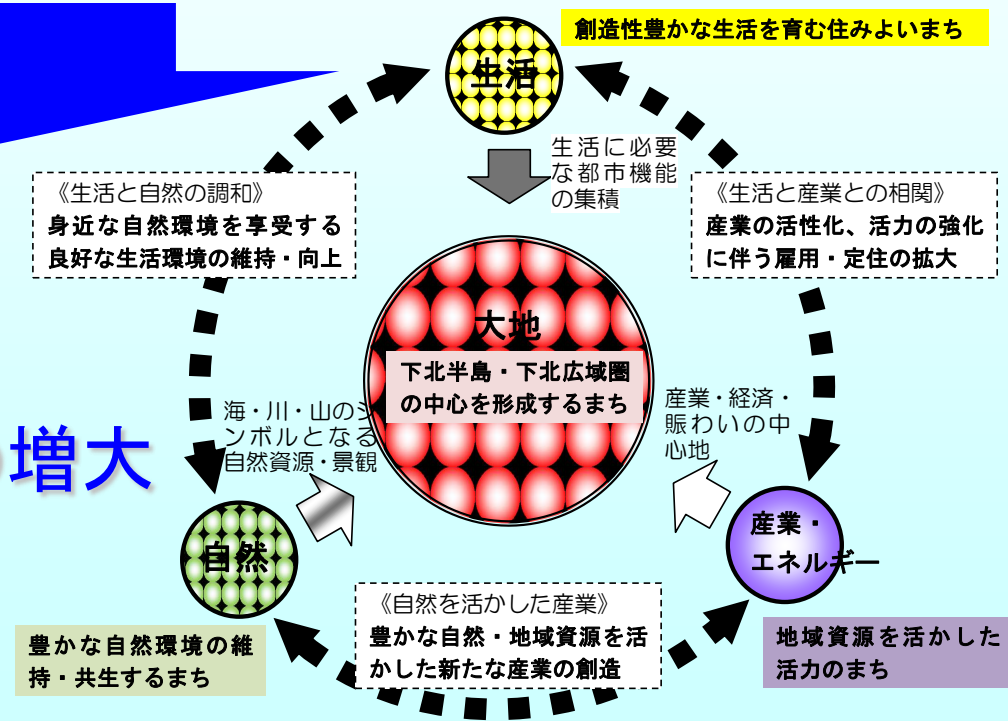 創造性豊かな生活を育む住みよいまち
生活
生活に必要
な都市機能
の集積
《生活と自然の調和》
身近な自然環境を享受する
良好な生活環境の維持・向上
《生活と産業との相関》
産業の活性化、活力の強化
に伴う雇用・定住の拡大
大地
下北半島・下北広域圏
の中心を形成するまち
海・川・山のシ
ンボルとなる
自然資源・景観
産業・経済・
賑わいの中
心地
増大
自然
産業・
エネルギー
《自然を活かした産業》
豊かな自然・地域資源を活
かした新たな産業の創造
豊かな自然環境の維
持・共生するまち
地域資源を活かした
活力のまち